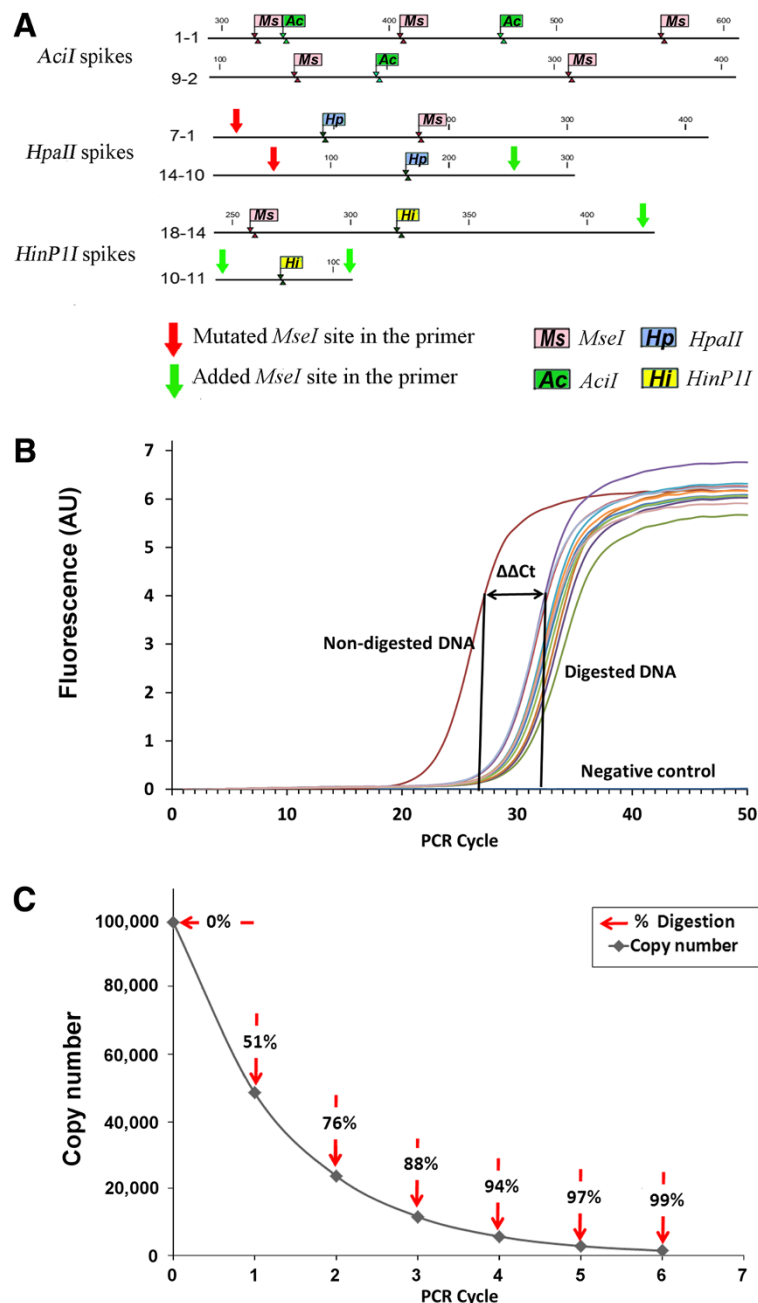 A
300 400 500 600
Ms Ac Ms Ac Ms
1-1
AciI spikes
100 300 400
Ms Ac Ms
9-2
Hp Ms 200 300 400
7-1
HpaII spikes
100 Hp 200 300
14-10
250 Ms 300 Hi 350 400
18-14
HinP1I spikes
Hi 100
10-11
Mutated MseI site in the primer
Added MseI site in the primer
Ms MseI Hp HpaII
Ac AciI Hi HinP1I
B
Fluorescence (AU)
7
6
5
4
3
2
1
0
ΔΔCt
Non-digested DNA
Digested DNA
Negative control
0 10 20 30 40 50
PCR Cycle
C
Copy number
100,000
80,000
60,000
40,000
20,000
0
0%
51%
76%
88%
94%
97%
99%
% Digestion
Copy number
0 1 2 3 4 5 6 7
PCR Cycle